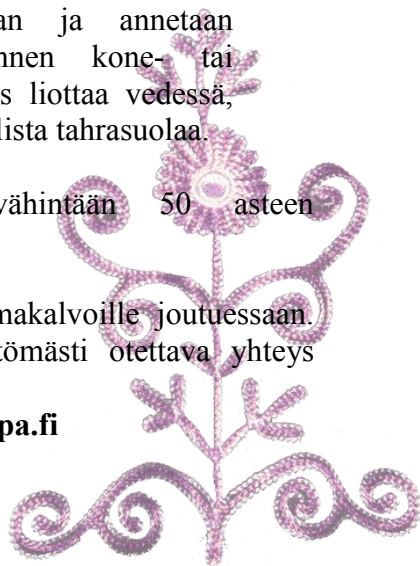 an ja annetaan
nnen kone- tai
s liottaa vedessä,
lista tahrasuolaa.
vähintään 50 asteen
makalvoille joutuessaan.
tömästi otettava yhteys
pa.fi